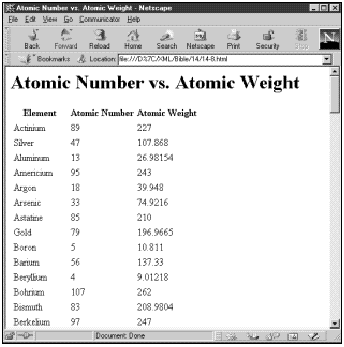 Atomic Number vs. Atomic Weight - Netscape
File Edit View Go Communicator Help
Back Forward Reload Home Search Netscape Print Security
Bookmarks Location: file:///D|%7C/XML/Bible/14/14-8.html
Atomic Number vs. Atomic Weight
Element Atomic Number Atomic Weight
Actinium 89 227
Silver 47 107.868
Aluminum 13 26.98154
Americium 95 243
Argon 18 39.948
Arsenic 33 74.9216
Astatine 85 210
Gold 79 196.9665
Boron 5 10.811
Barium 56 137.33
Beryllium 4 9.01218
Bohrium 107 262
Bismuth 83 208.9804
Berkelium 97 247
Document: Done